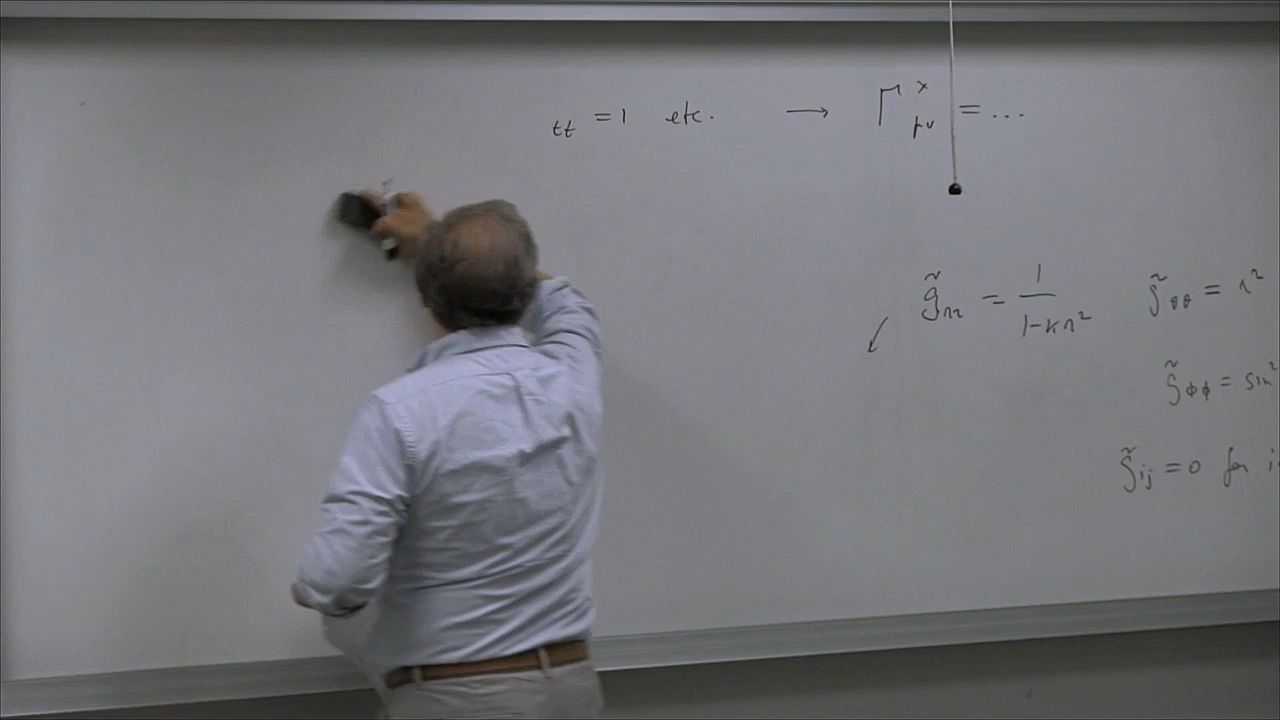 tt = 1 etc. → Γ^λ_μν = ...
g̃_rr = 1/(1-kr²) g̃_θθ = r²
g̃_φφ = sin²
g̃_ij = 0 for i